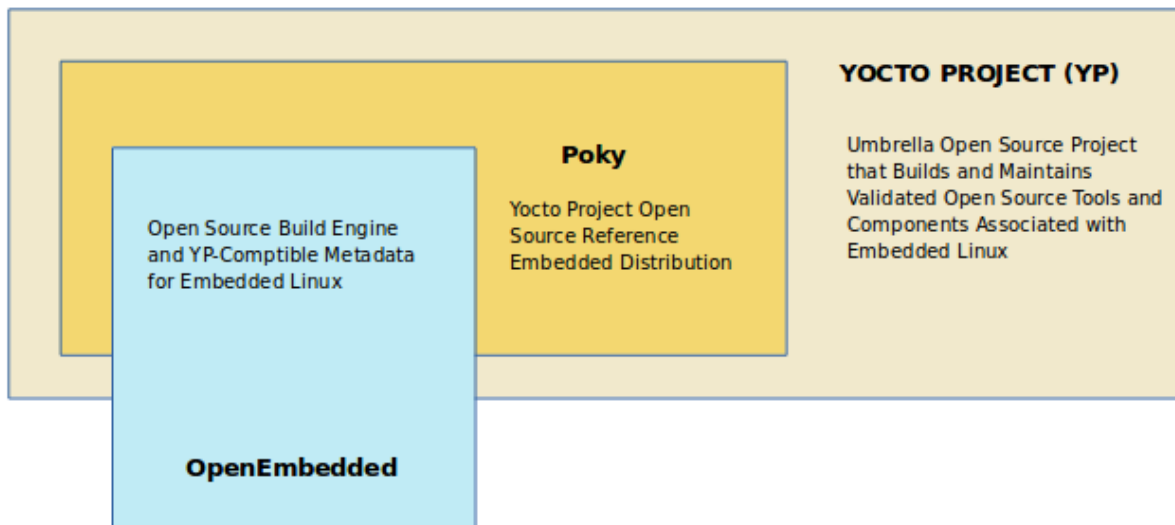 YOCTO PROJECT (YP)
Umbrella Open Source Project
that Builds and Maintains
Validated Open Source Tools and
Components Associated with
Embedded Linux
Poky
Yocto Project Open
Source Reference
Embedded Distribution
Open Source Build Engine
and YP-Comptible Metadata
for Embedded Linux
OpenEmbedded